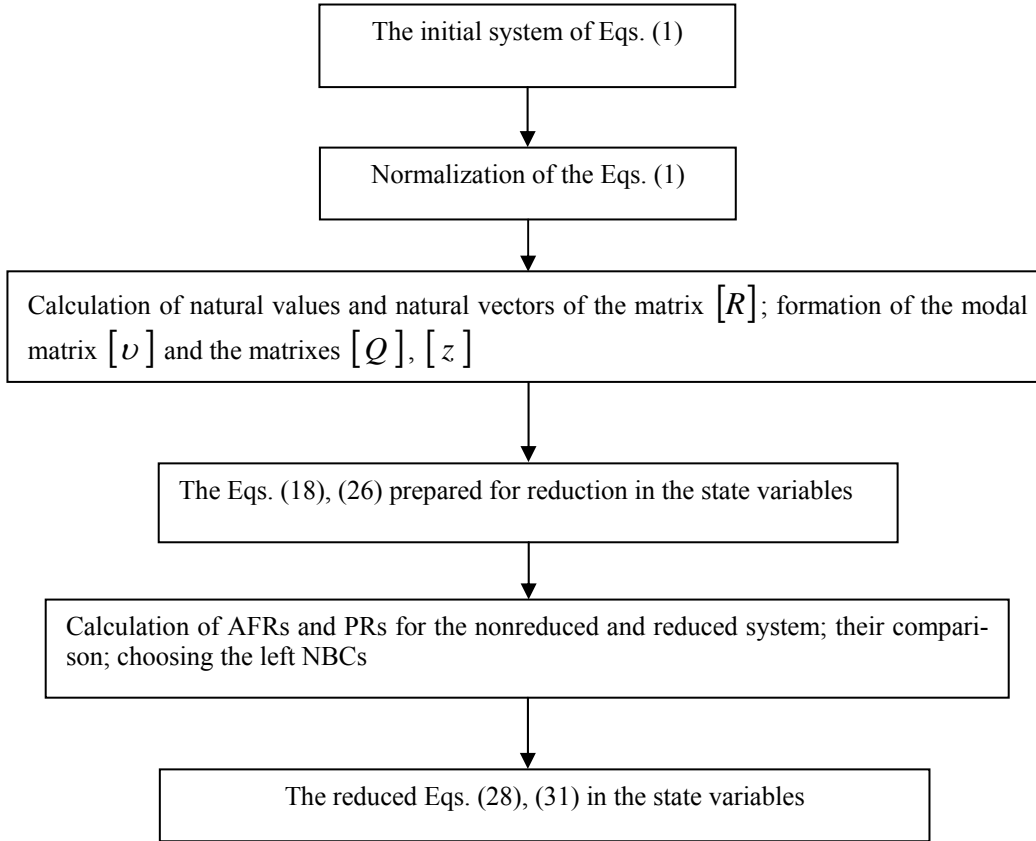 The initial system of Eqs. (1)
Normalization of the Eqs. (1)
Calculation of natural values and natural vectors of the matrix [R]; formation of the modal
matrix [υ] and the matrixes [Q], [z]
The Eqs. (18), (26) prepared for reduction in the state variables
Calculation of AFRs and PRs for the nonreduced and reduced system; their compari-
son; choosing the left NBCs
The reduced Eqs. (28), (31) in the state variables